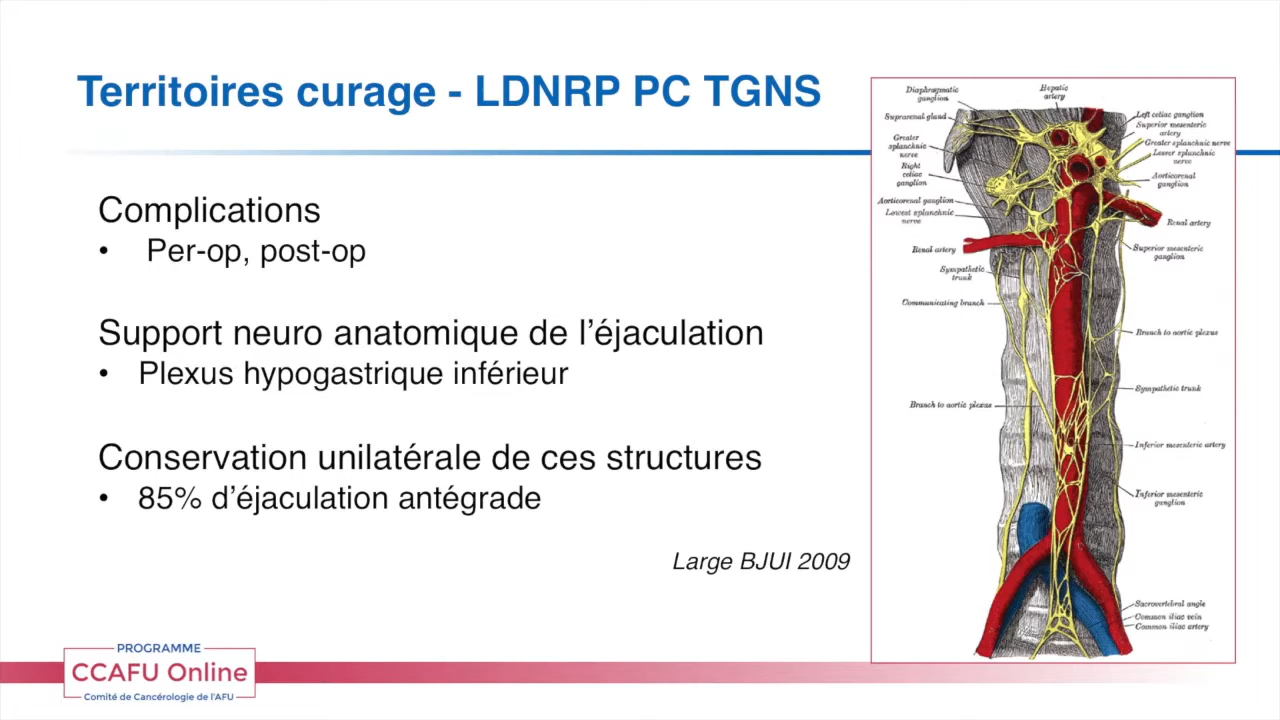 Territoires curage - LDNRP PC TGNS
Complications
• Per-op, post-op
Support neuro anatomique de l’éjaculation
• Plexus hypogastrique inférieur
Conservation unilatérale de ces structures
• 85% d’éjaculation antégrade
Large BJUI 2009
Diaphragmatic
ganglion
Hepatic
artery
Suprarenal gland
Greater
splanchnic
nerve
Right
celiac
ganglion
Aorticorenal ganglion
Lowest splanchnic
nerve
Renal artery
Sympathetic
trunk
Communicating branch
Branch to aortic plexus
Left celiac ganglion
Superior mesenteric
artery
Greater splanchnic nerve
Lower splanchnic
nerve
Aorticorenal
ganglion
Renal artery
Superior mesenteric
ganglion
Branch to aortic plexus
Sympathetic trunk
Inferior mesenteric artery
Inferior mesenteric
ganglion
Sacrovertebral angle
Common iliac vein
Common iliac artery
PROGRAMME
CCAFU Online
Comité de Cancérologie de l'AFU